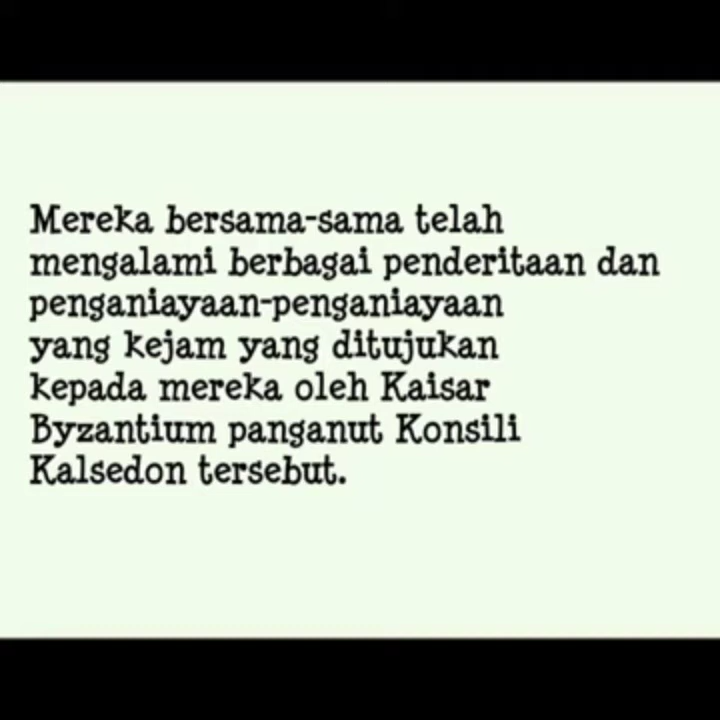 Mereka bersama-sama telah
mengalami berbagai penderitaan dan
penganiayaan-penganiayaan
yang kejam yang ditujukan
kepada mereka oleh Kaisar
Byzantium panganut Konsili
Kalsedon tersebut.